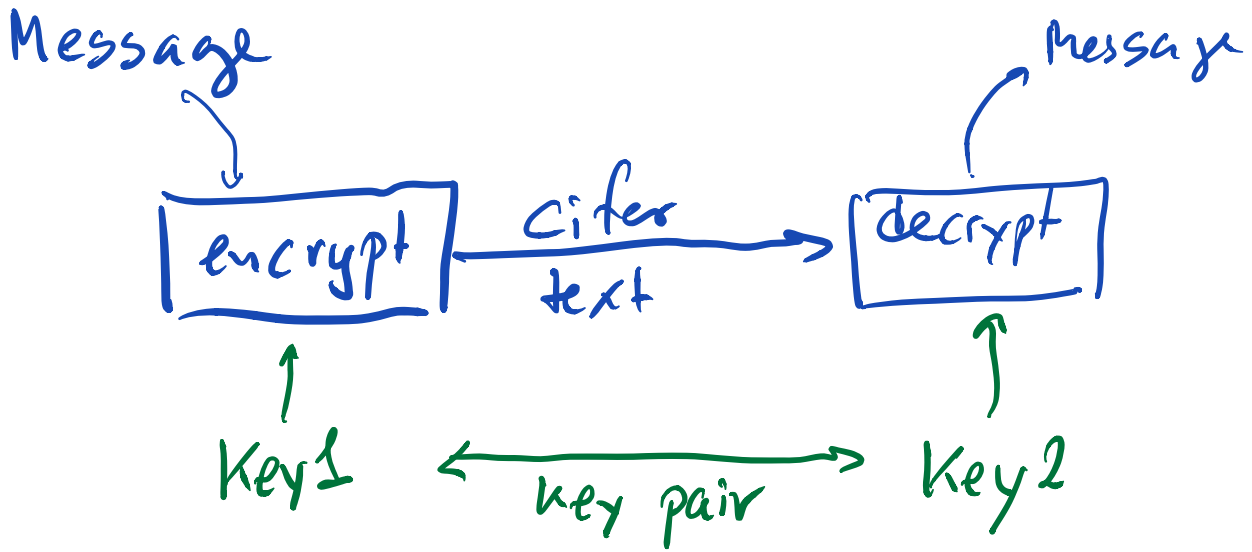 Message
Message
encrypt
cifer
text
decrypt
Key1
key pair
Key2